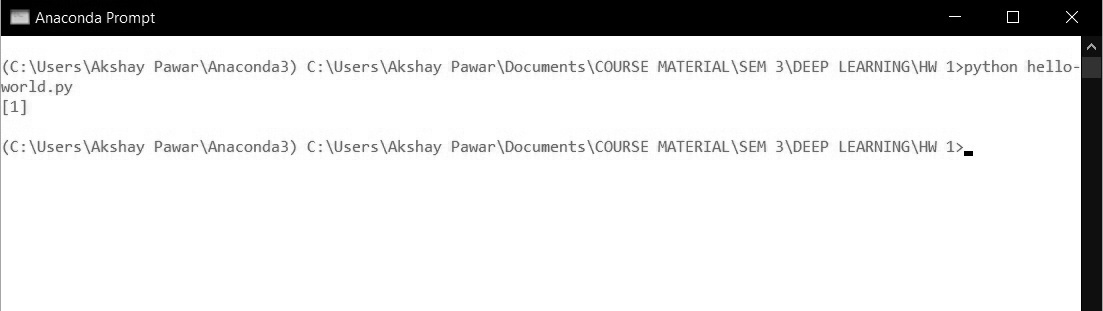 Anaconda Prompt
(C:\Users\Akshay Pawar\Anaconda3) C:\Users\Akshay Pawar\Documents\COURSE MATERIAL\SEM 3\DEEP LEARNING\HW 1>python hello-
world.py
[1]
(C:\Users\Akshay Pawar\Anaconda3) C:\Users\Akshay Pawar\Documents\COURSE MATERIAL\SEM 3\DEEP LEARNING\HW 1>